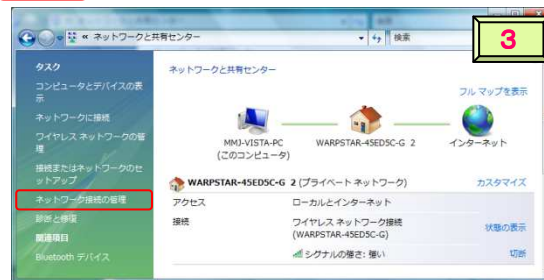 3
ネットワークと共有センター
検索
タスク
コンピュータとデバイスの表
示
ネットワークに接続
ワイヤレス ネットワークの管
理
接続またはネットワークのセ
ットアップ
ネットワーク接続の管理
診断と修復
関連項目
Bluetooth デバイス
ネットワークと共有センター
フル マップを表示
MMJ-VISTA-PC
(このコンピュータ)
WARPSTAR-45ED5C-G 2
インターネット
WARPSTAR-45ED5C-G 2 (プライベート ネットワーク)
カスタマイズ
アクセス
ローカルとインターネット
接続
ワイヤレス ネットワーク接続
(WARPSTAR-45ED5C-G)
状態の表示
シグナルの強さ: 強い
切断